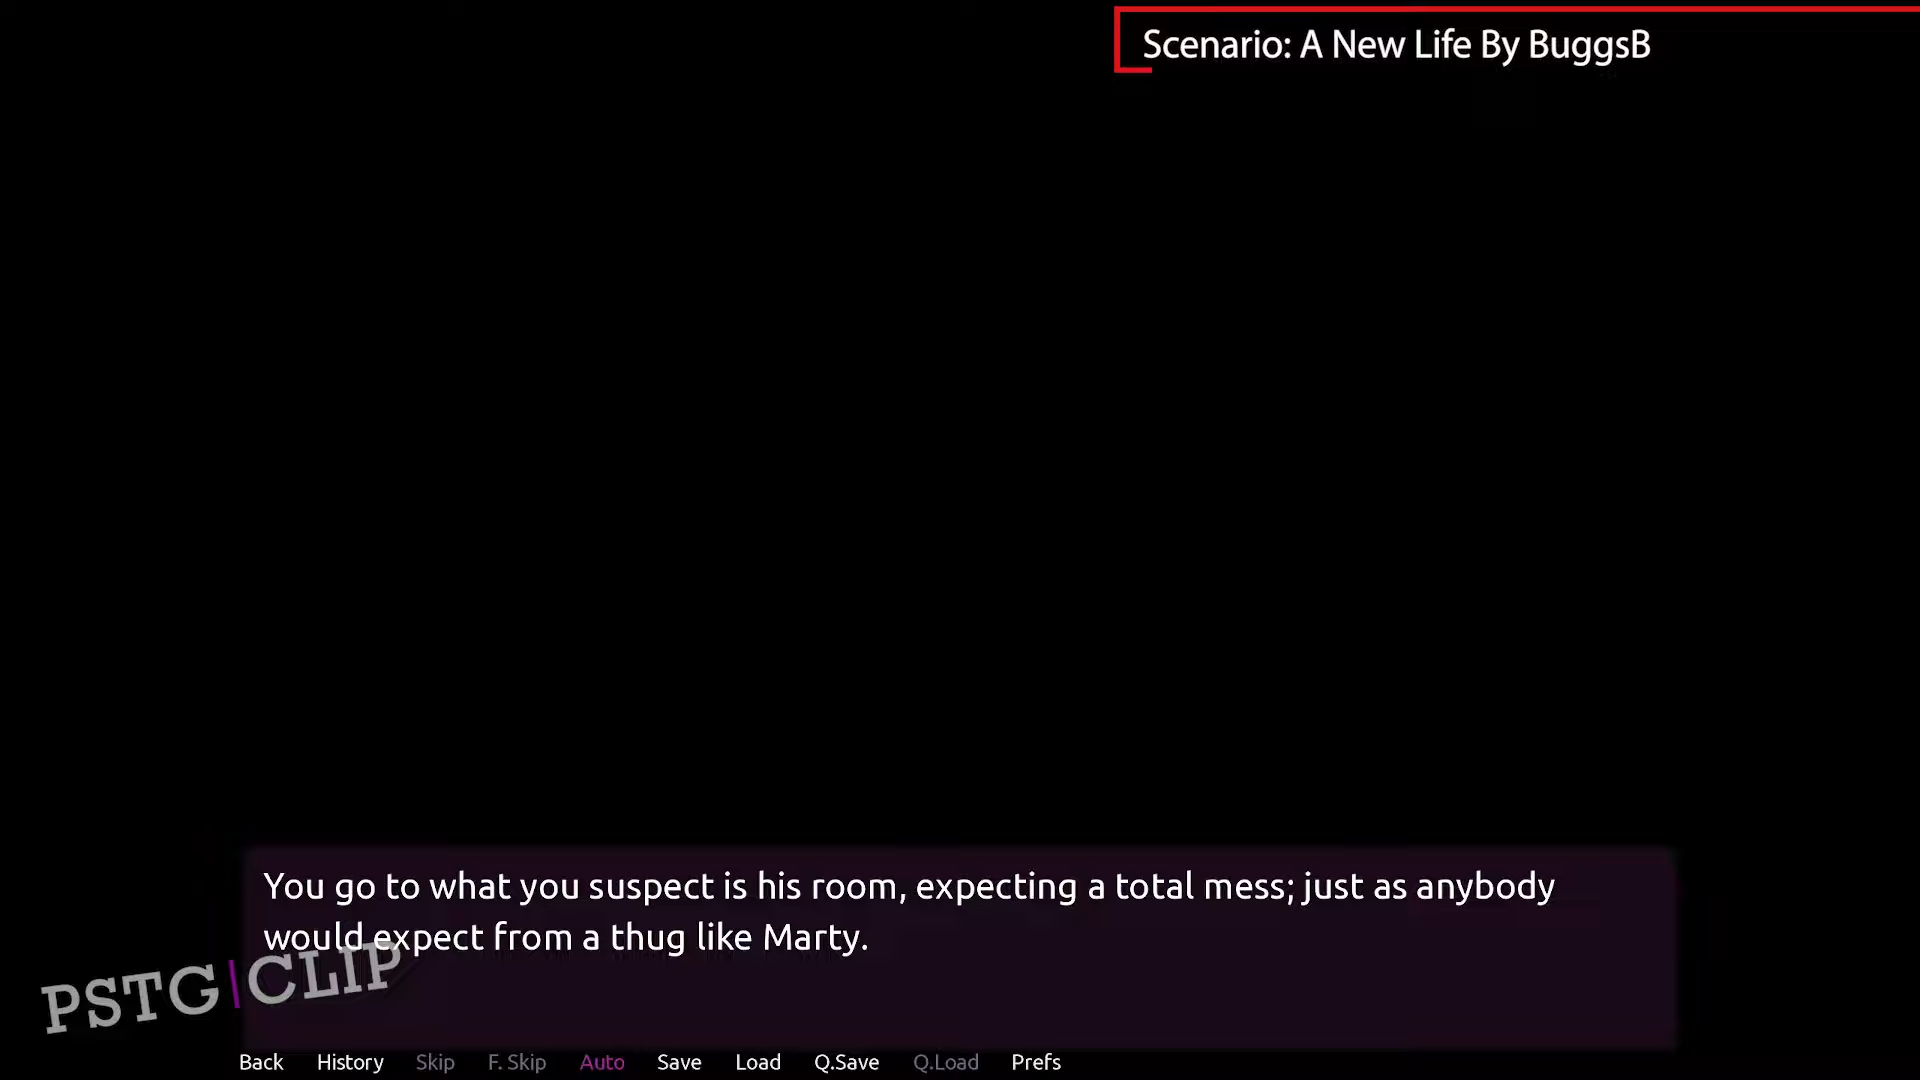 Scenario: A New Life By BuggsB
You go to what you suspect is his room, expecting a total mess; just as anybody
would expect from a thug like Marty.
PSTG|CLIP
Back History Skip F. Skip Auto Save Load Q.Save Q.Load Prefs